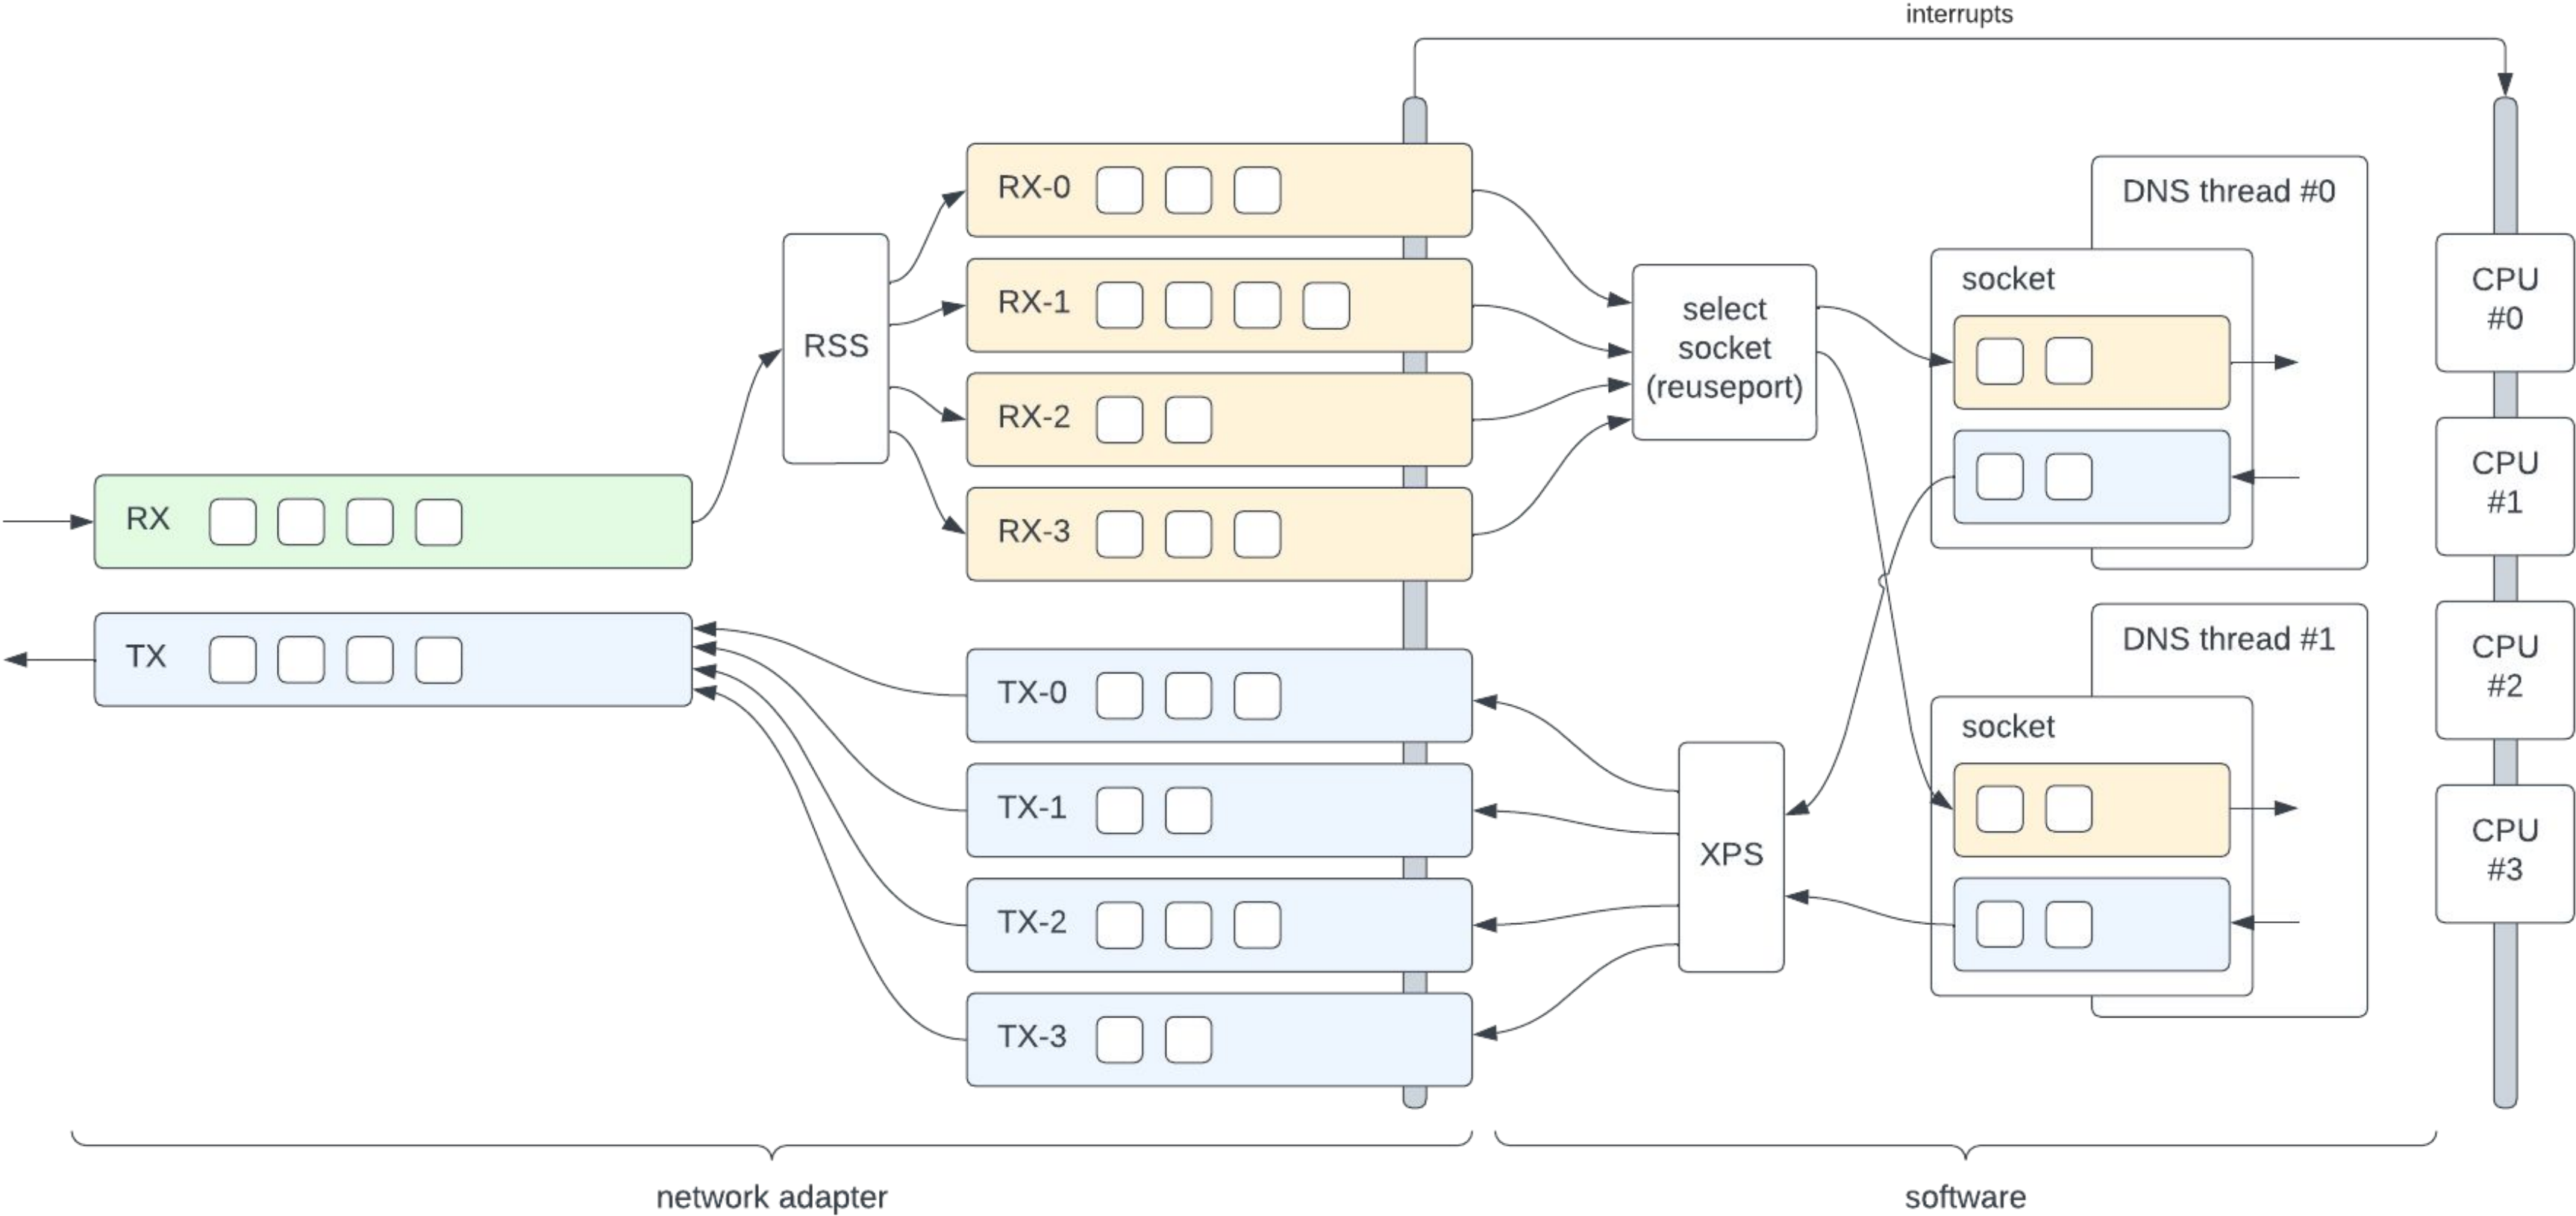 interrupts
RX
TX
RSS
RX-0
RX-1
RX-2
RX-3
TX-0
TX-1
TX-2
TX-3
select
socket
(reuseport)
XPS
DNS thread #0
socket
DNS thread #1
socket
CPU
#0
CPU
#1
CPU
#2
CPU
#3
network adapter
software